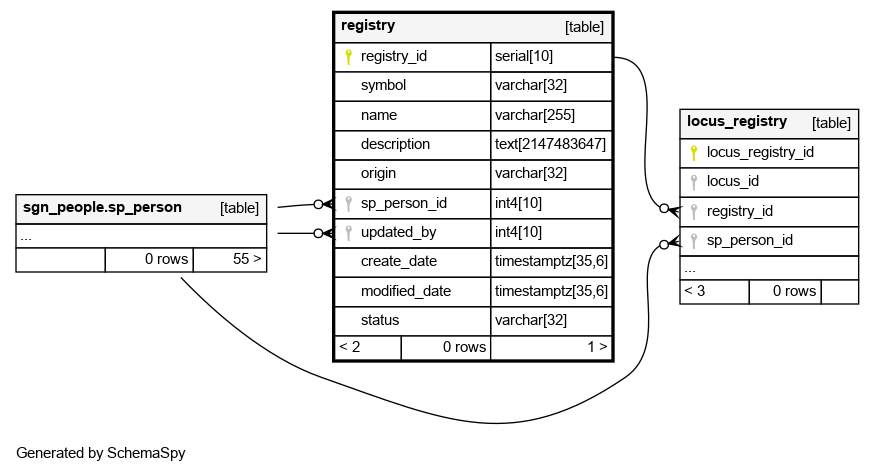 registry [table]
registry_id serial[10]
symbol varchar[32]
name varchar[255]
description text[2147483647]
origin varchar[32]
sp_person_id int4[10]
updated_by int4[10]
create_date timestamptz[35,6]
modified_date timestamptz[35,6]
status varchar[32]
< 2 0 rows 1 >
sgn_people.sp_person [table]
...
0 rows 55 >
locus_registry [table]
locus_registry_id
locus_id
registry_id
sp_person_id
...
< 3 0 rows
Generated by SchemaSpy